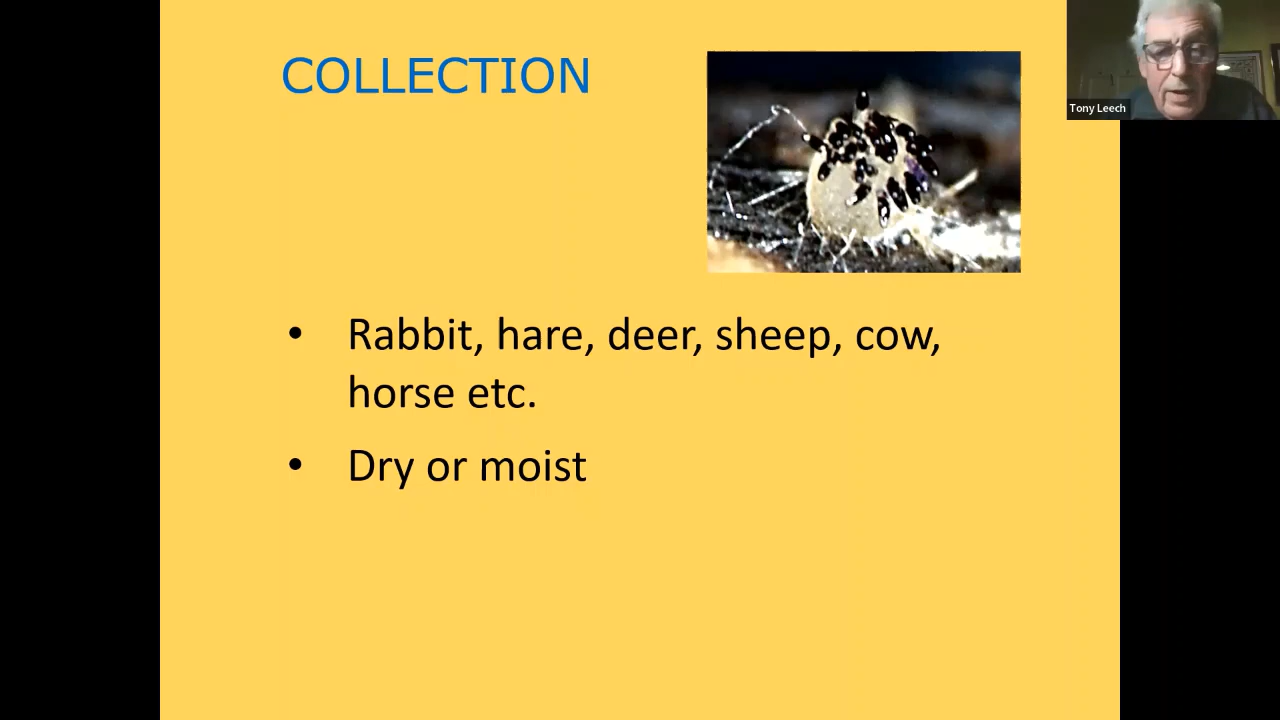 COLLECTION
Tony Leech
• Rabbit, hare, deer, sheep, cow,
horse etc.
• Dry or moist